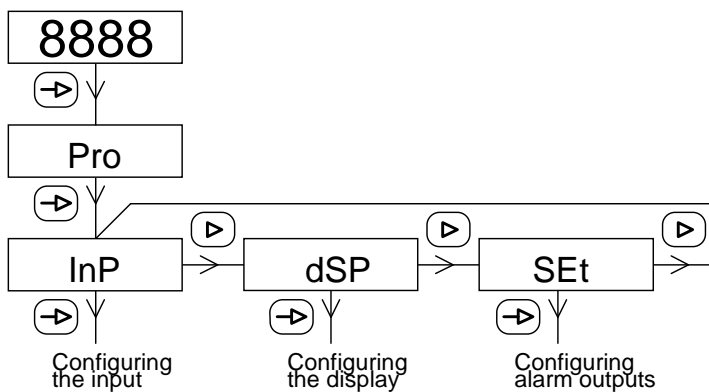 8888
Pro
InP
dSP
SEt
Configuring
the input
Configuring
the display
Configuring
alarm outputs